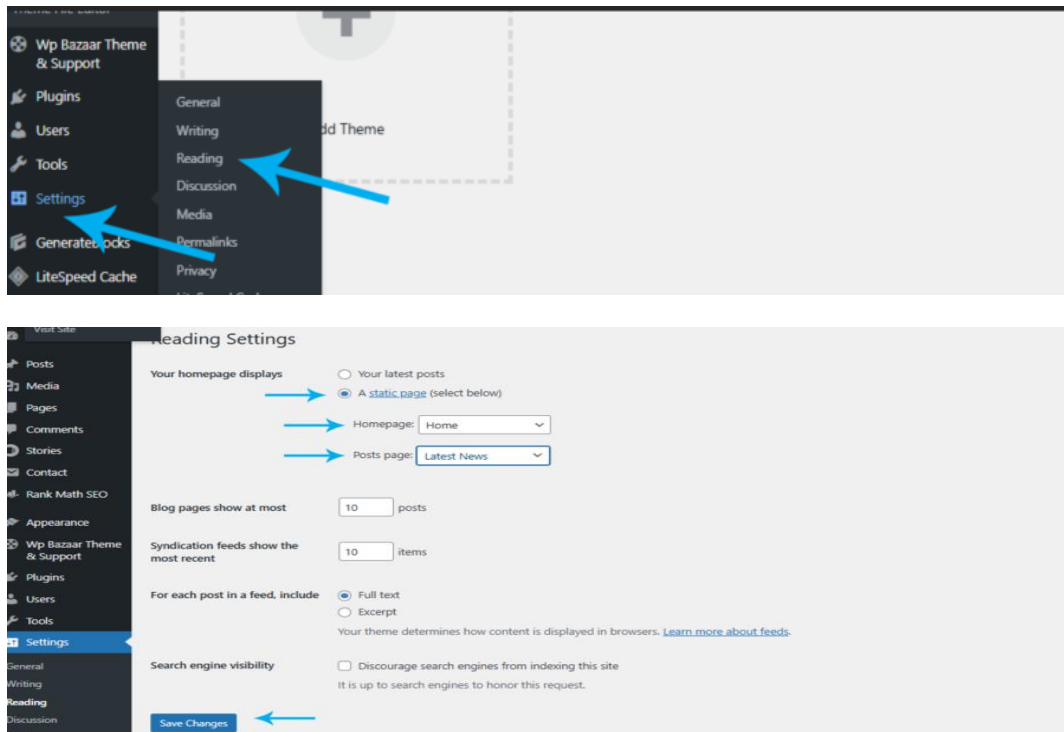 Wp Bazaar Theme
& Support
Plugins
Users
Tools
Settings
GenerateBlocks
LiteSpeed Cache
General
Writing
Reading
Discussion
Media
Permalinks
Privacy
dd Theme
Visit Site
Posts
Media
Pages
Comments
Stories
Contact
Rank Math SEO
Appearance
Wp Bazaar Theme
& Support
Plugins
Users
Tools
Settings
General
Writing
Reading
Discussion
Reading Settings
Your homepage displays
Your latest posts
A static page (select below)
Homepage: Home
Posts page: Latest News
Blog pages show at most 10 posts
Syndication feeds show the
most recent
10 items
For each post in a feed, include
Full text
Excerpt
Your theme determines how content is displayed in browsers. Learn more about feeds.
Search engine visibility
Discourage search engines from indexing this site
It is up to search engines to honor this request.
Save Changes